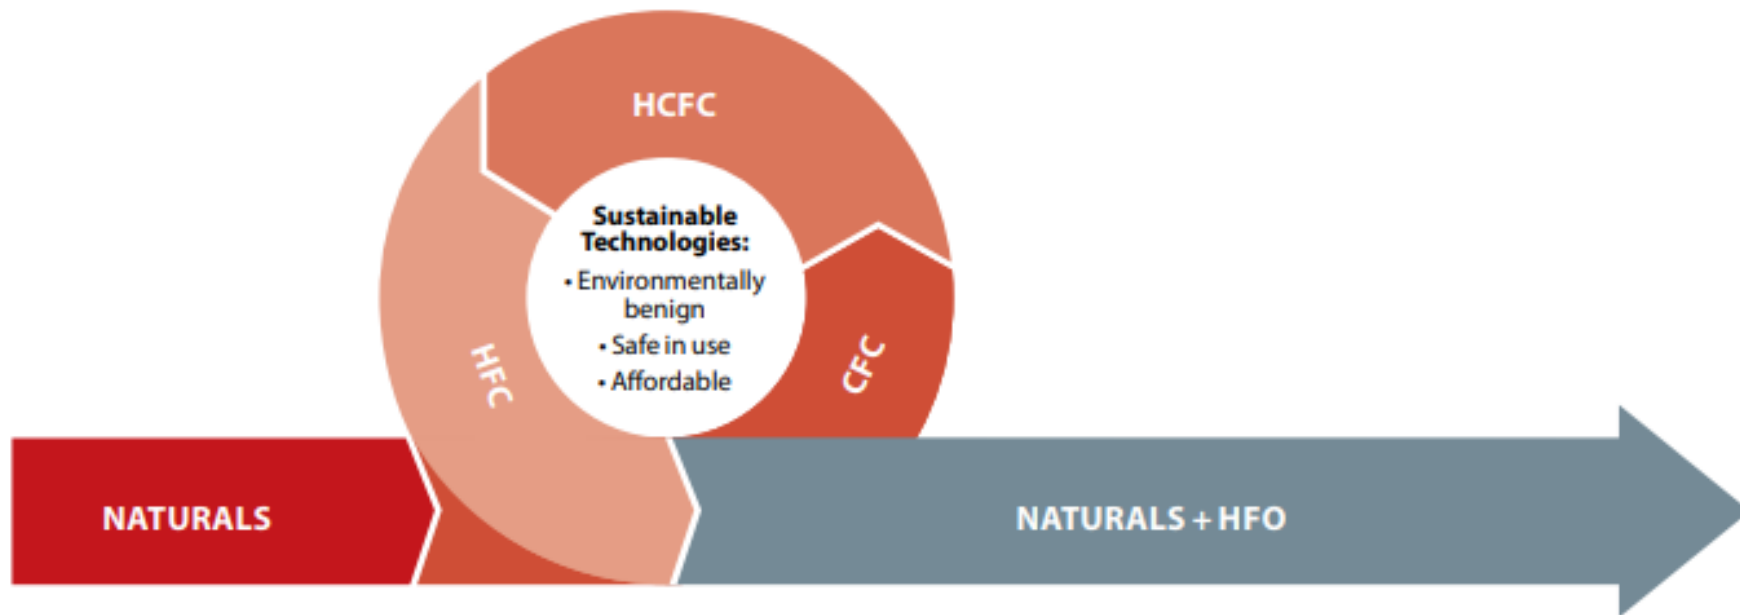 HCFC
Sustainable
Technologies:
• Environmentally
benign
• Safe in use
• Affordable
HFC
CFC
NATURALS
NATURALS + HFO